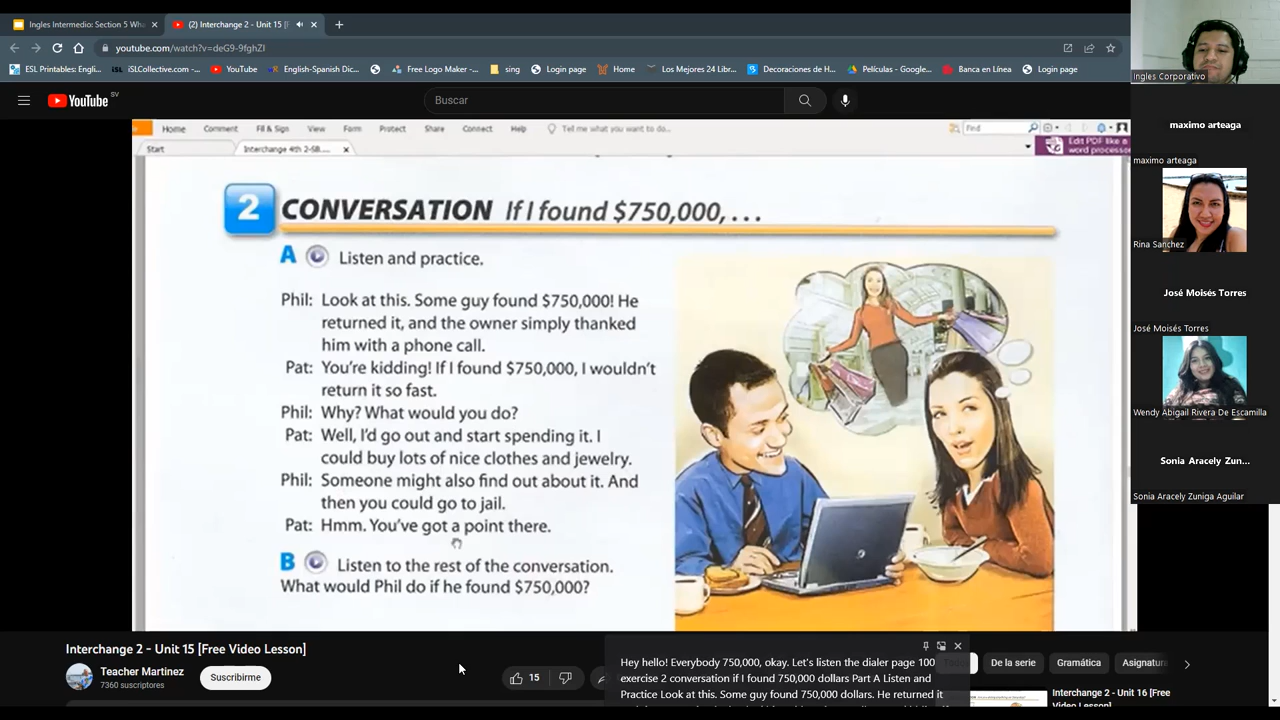 Ingles Intermedio: Section 5 Wha
(2) Interchange 2 - Unit 15 [F
youtube.com/watch?v=deG9-9fghZI
ESL Printables: Engli...
iSLCollective.com -...
YouTube
English-Spanish Dic...
Free Logo Maker -...
sing
Login page
Home
Los Mejores 24 Libr...
Decoraciones de H...
Películas - Google...
Banca en Línea
Login page
YouTube SV
Buscar
Home Comment Fill & Sign View Form Protect Share Connect Help Tell me what you want to do...
Find
Start
Interchange 4th 2-SB....
Edit PDF like a
word processor
2 CONVERSATION If I found $750,000, . . .
A Listen and practice.
Phil: Look at this. Some guy found $750,000! He
returned it, and the owner simply thanked
him with a phone call.
Pat: You're kidding! If I found $750,000, I wouldn't
return it so fast.
Phil: Why? What would you do?
Pat: Well, I'd go out and start spending it. I
could buy lots of nice clothes and jewelry.
Phil: Someone might also find out about it. And
then you could go to jail.
Pat: Hmm. You've got a point there.
B Listen to the rest of the conversation.
What would Phil do if he found $750,000?
Interchange 2 - Unit 15 [Free Video Lesson]
Teacher Martinez
7360 suscriptores
Suscribirme
15
Hey hello! Everybody 750,000, okay. Let's listen the dialer page 100
exercise 2 conversation if I found 750,000 dollars Part A Listen and
Practice Look at this. Some guy found 750,000 dollars. He returned it
De la serie
Gramática
Asignatu
Interchange 2 - Unit 16 [Free
Video Lesson]
Ingles Corporativo
maximo arteaga
maximo arteaga
Rina Sanchez
José Moisés Torres
José Moisés Torres
Wendy Abigail Rivera De Escamilla
Sonia Aracely Zun...
Sonia Aracely Zuniga Aguilar